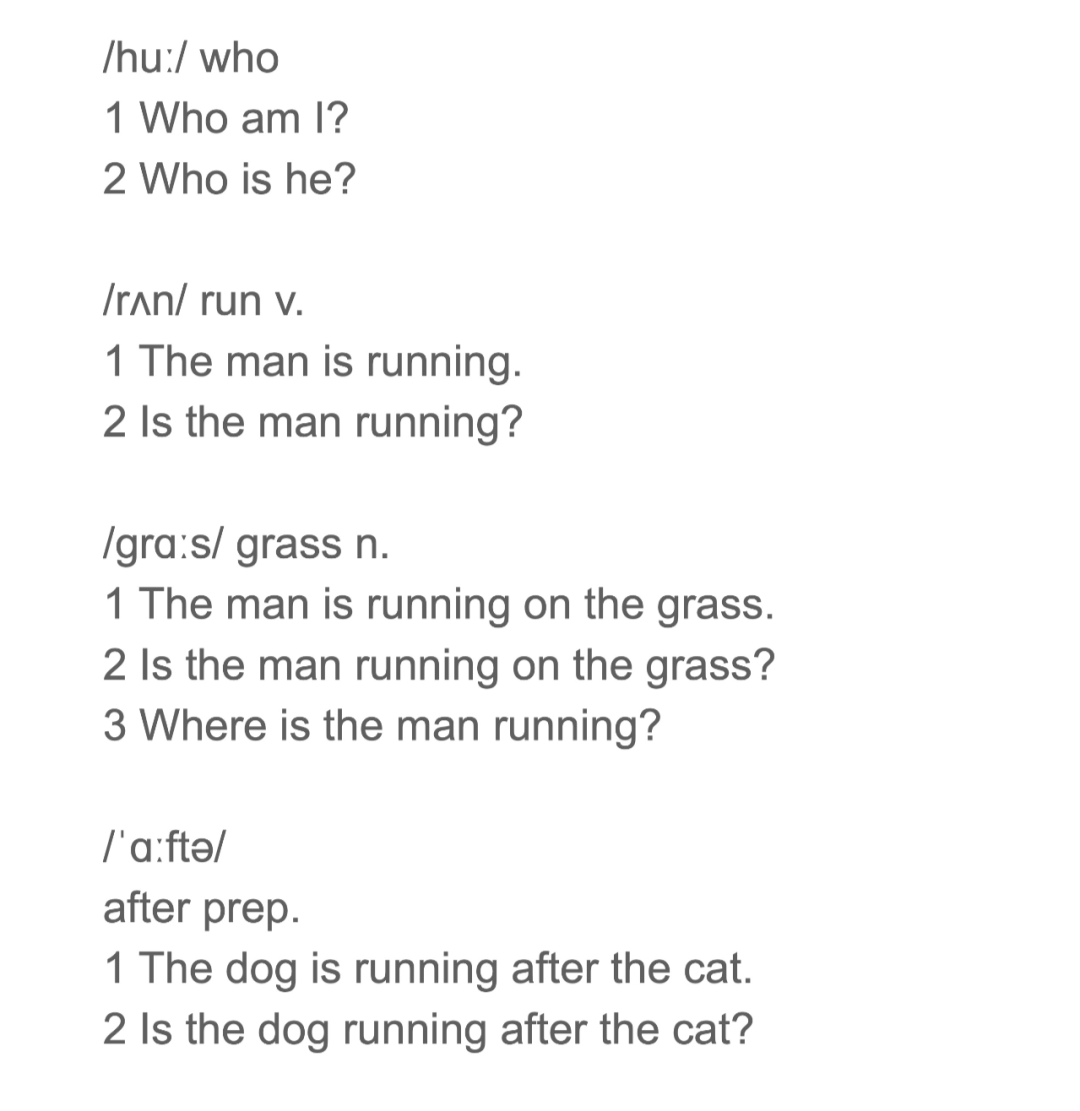 /huː/ who
1 Who am I?
2 Who is he?
/rʌn/ run v.
1 The man is running.
2 Is the man running?
/grɑːs/ grass n.
1 The man is running on the grass.
2 Is the man running on the grass?
3 Where is the man running?
/ˈɑːftə/
after prep.
1 The dog is running after the cat.
2 Is the dog running after the cat?